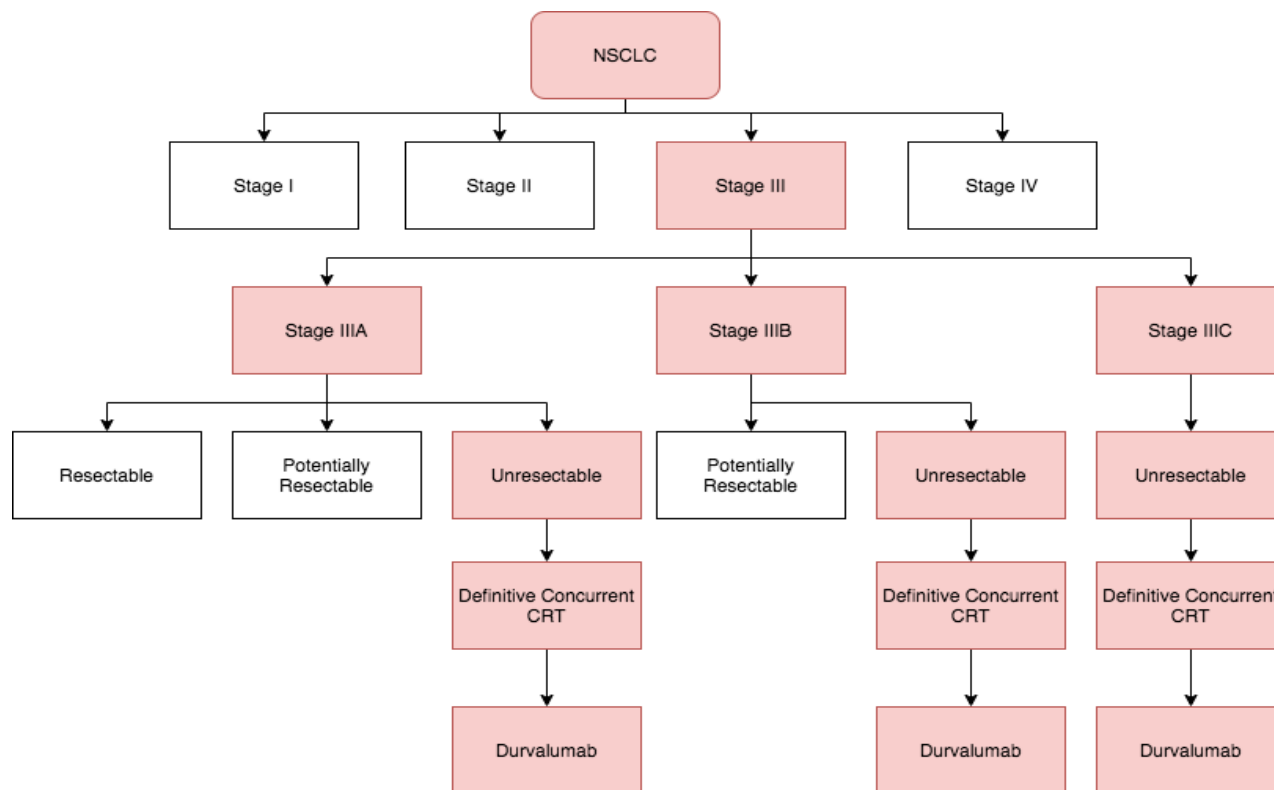 NSCLC
Stage I
Stage II
Stage III
Stage IV
Stage IIIA
Stage IIIB
Stage IIIC
Resectable
Potentially
Resectable
Unresectable
Potentially
Resectable
Unresectable
Unresectable
Definitive Concurrent
CRT
Definitive Concurrent
CRT
Definitive Concurrent
CRT
Durvalumab
Durvalumab
Durvalumab